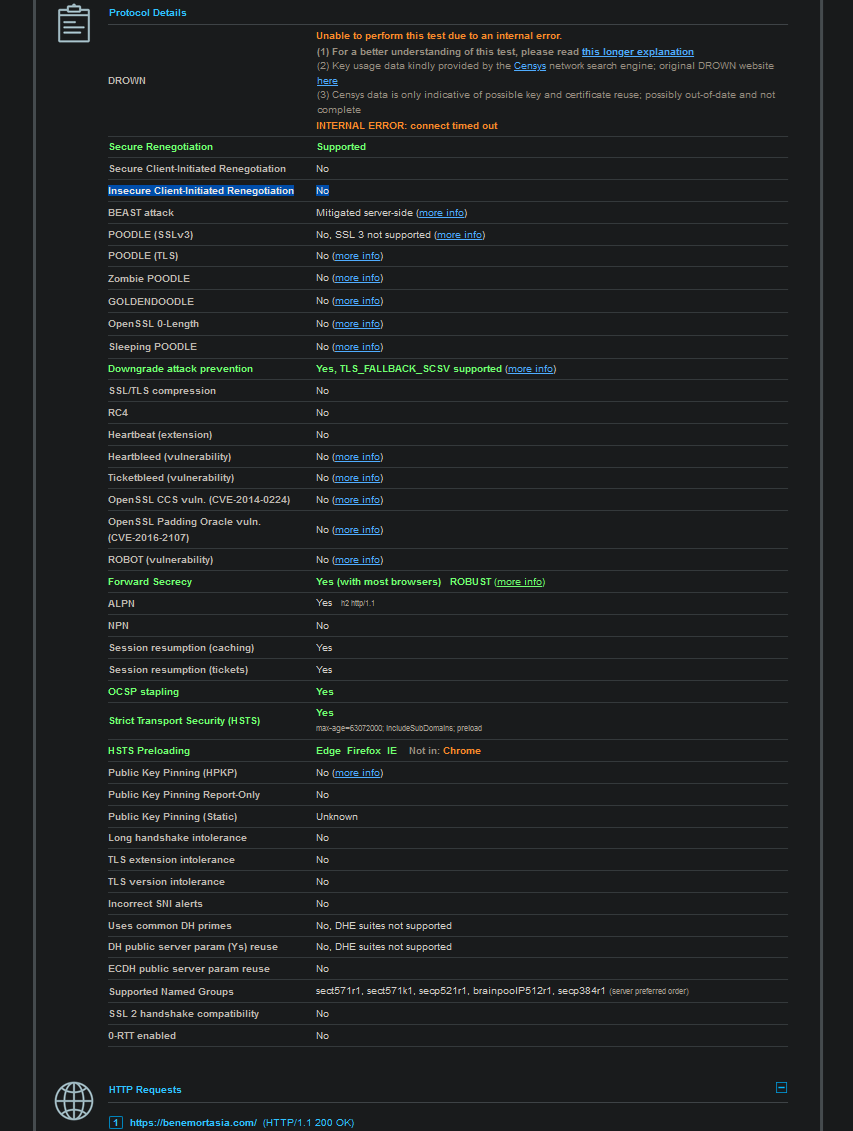 Protocol Details
Unable to perform this test due to an internal error.
(1) For a better understanding of this test, please read this longer explanation
(2) Key usage data kindly provided by the Censys network search engine; original DROWN website
here
(3) Censys data is only indicative of possible key and certificate reuse; possibly out-of-date and not
complete
DROWN
INTERNAL ERROR: connect timed out
Secure Renegotiation Supported
Secure Client-Initiated Renegotiation No
Insecure Client-Initiated Renegotiation No
BEAST attack Mitigated server-side (more info)
POODLE (SSLv3) No, SSL 3 not supported (more info)
POODLE (TLS) No (more info)
Zombie POODLE No (more info)
GOLDENDOODLE No (more info)
OpenSSL 0-Length No (more info)
Sleeping POODLE No (more info)
Downgrade attack prevention Yes, TLS_FALLBACK_SCSV supported (more info)
SSL/TLS compression No
RC4 No
Heartbeat (extension) No
Heartbleed (vulnerability) No (more info)
Ticketbleed (vulnerability) No (more info)
OpenSSL CCS vuln. (CVE-2014-0224) No (more info)
OpenSSL Padding Oracle vuln.
(CVE-2016-2107) No (more info)
ROBOT (vulnerability) No (more info)
Forward Secrecy Yes (with most browsers) ROBUST (more info)
ALPN Yes h2 http/1.1
NPN No
Session resumption (caching) Yes
Session resumption (tickets) Yes
OCSP stapling Yes
Strict Transport Security (HSTS) Yes
max-age=63072000; includeSubDomains; preload
HSTS Preloading Edge Firefox IE Not in: Chrome
Public Key Pinning (HPKP) No (more info)
Public Key Pinning Report-Only No
Public Key Pinning (Static) Unknown
Long handshake intolerance No
TLS extension intolerance No
TLS version intolerance No
Incorrect SNI alerts No
Uses common DH primes No, DHE suites not supported
DH public server param (Ys) reuse No, DHE suites not supported
ECDH public server param reuse No
Supported Named Groups sect571r1, sect571k1, secp521r1, brainpoolP512r1, secp384r1 (server preferred order)
SSL 2 handshake compatibility No
0-RTT enabled No
HTTP Requests
1 https://benemortasia.com/ (HTTP/1.1 200 OK)